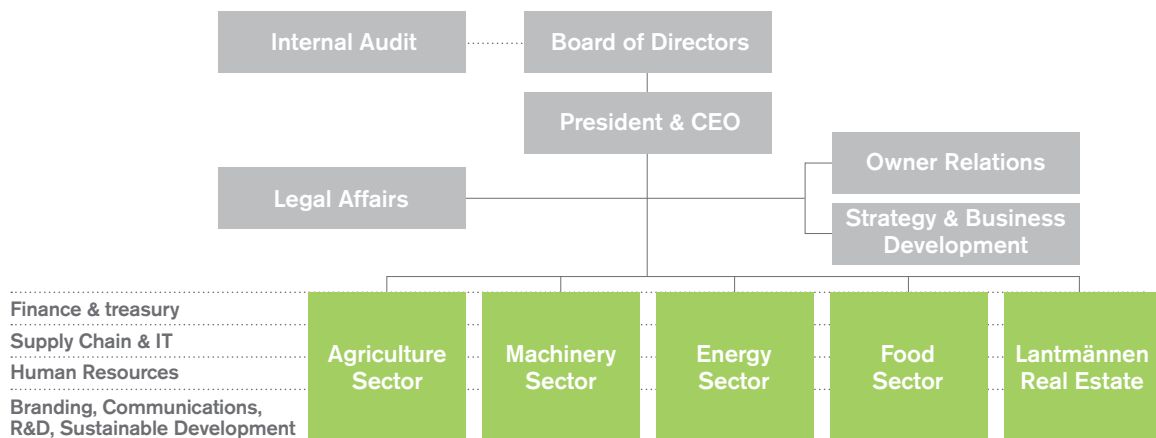 Internal Audit
Board of Directors
President & CEO
Owner Relations
Legal Affairs
Strategy & Business
Development
Finance & treasury
Supply Chain & IT
Human Resources
Branding, Communications,
R&D, Sustainable Development
Agriculture
Sector
Machinery
Sector
Energy
Sector
Food
Sector
Lantmännen
Real Estate